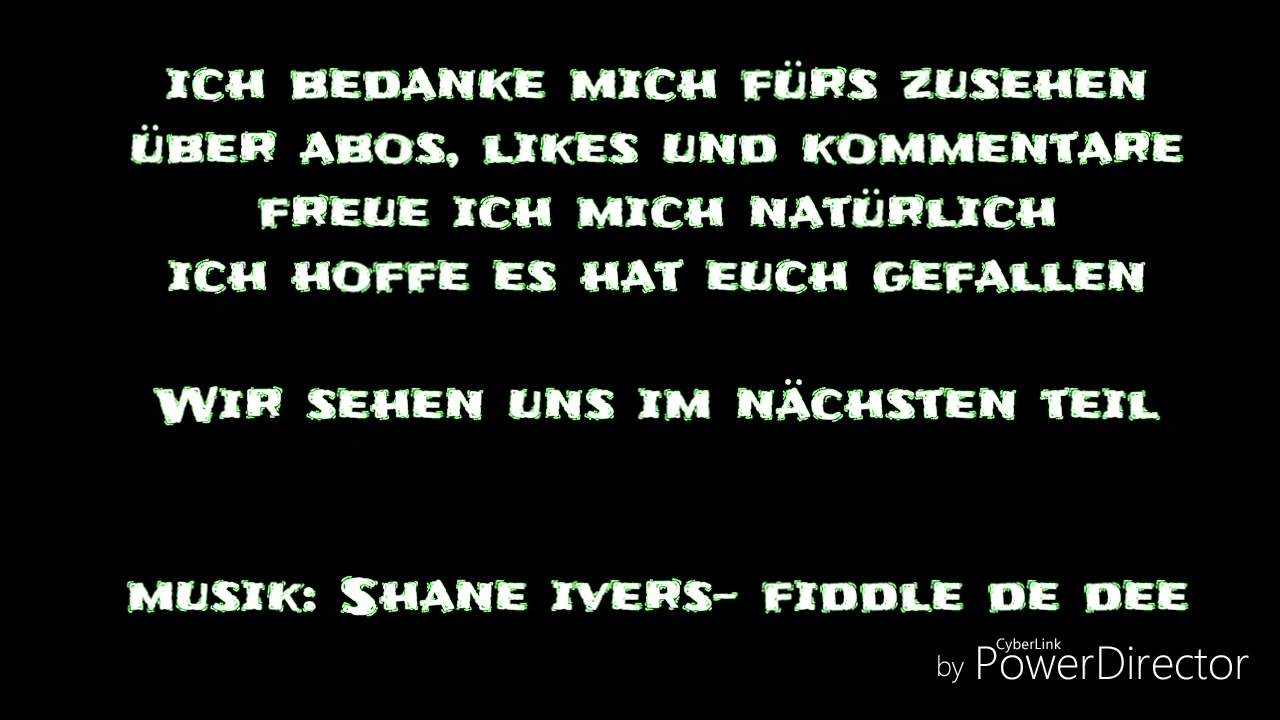 ich bedanke mich fürs zusehen
über abos, likes und kommentare
freue ich mich natürlich
ich hoffe es hat euch gefallen
Wir sehen uns im nächsten teil
musik: Shane ivers- fiddle de dee
CyberLink
by PowerDirector